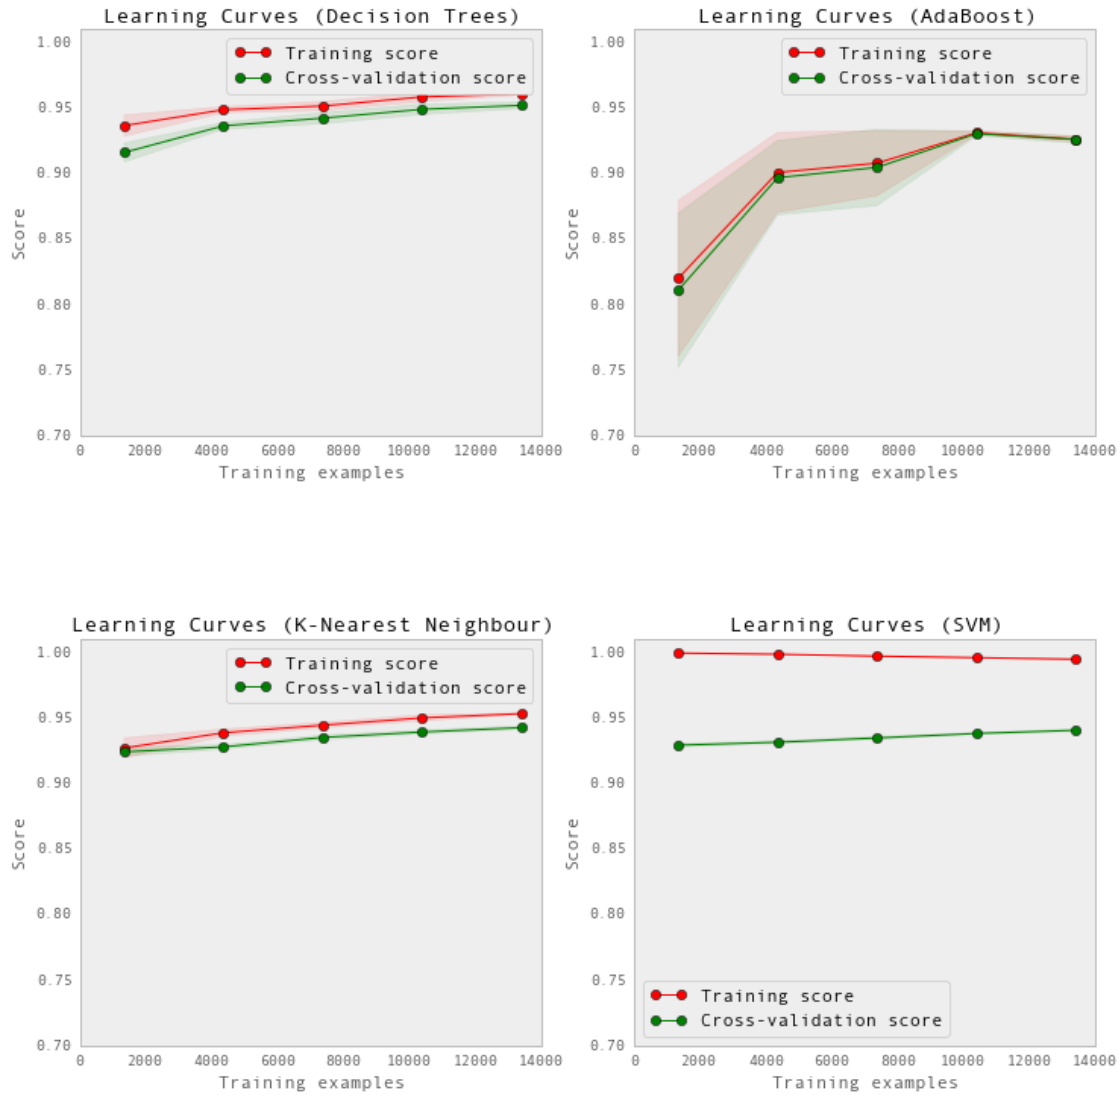 Learning Curves (Decision Trees)
1.00
0.95
0.90
0.85
0.80
0.75
0.70
Score
Training score
Cross-validation score
0 2000 4000 6000 8000 10000 12000 14000
Training examples
Learning Curves (AdaBoost)
1.00
0.95
0.90
0.85
0.80
0.75
0.70
Score
Training score
Cross-validation score
0 2000 4000 6000 8000 10000 12000 14000
Training examples
Learning Curves (K-Nearest Neighbour)
1.00
0.95
0.90
0.85
0.80
0.75
0.70
Score
Training score
Cross-validation score
0 2000 4000 6000 8000 10000 12000 14000
Training examples
Learning Curves (SVM)
1.00
0.95
0.90
0.85
0.80
0.75
0.70
Score
Training score
Cross-validation score
0 2000 4000 6000 8000 10000 12000 14000
Training examples